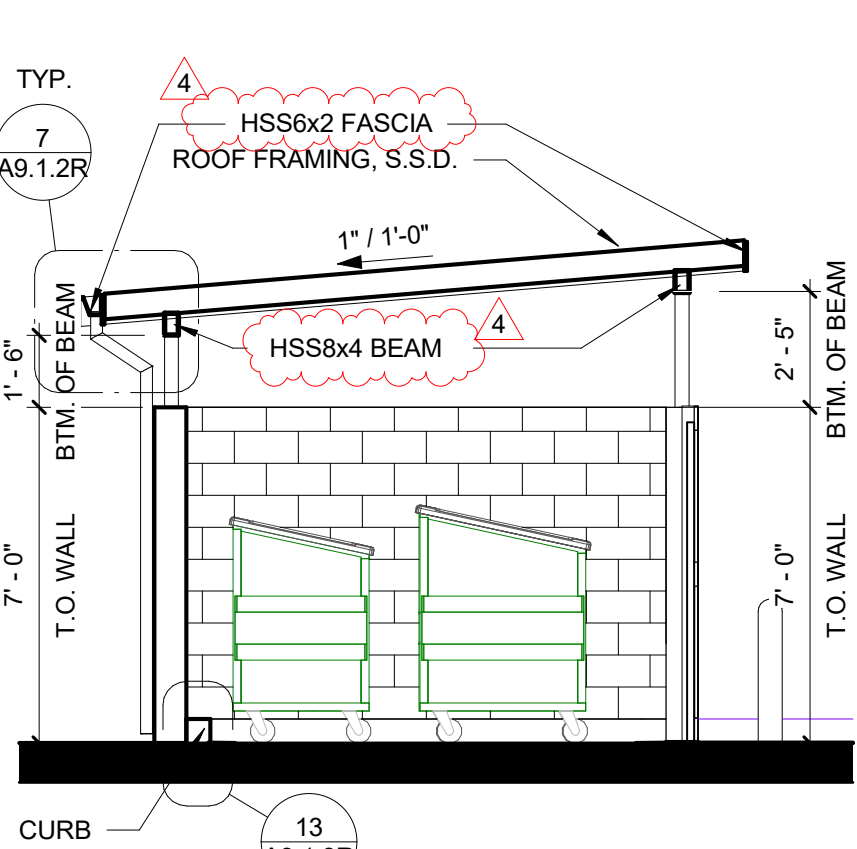 TYP.
4
7
A9.1.2R
HSS6x2 FASCIA
ROOF FRAMING, S.S.D.
1" / 1'-0"
HSS8x4 BEAM
4
1' - 6"
BTM. OF BEAM
2' - 5"
BTM. OF BEAM
7' - 0"
T.O. WALL
7' - 0"
T.O. WALL
CURB
13